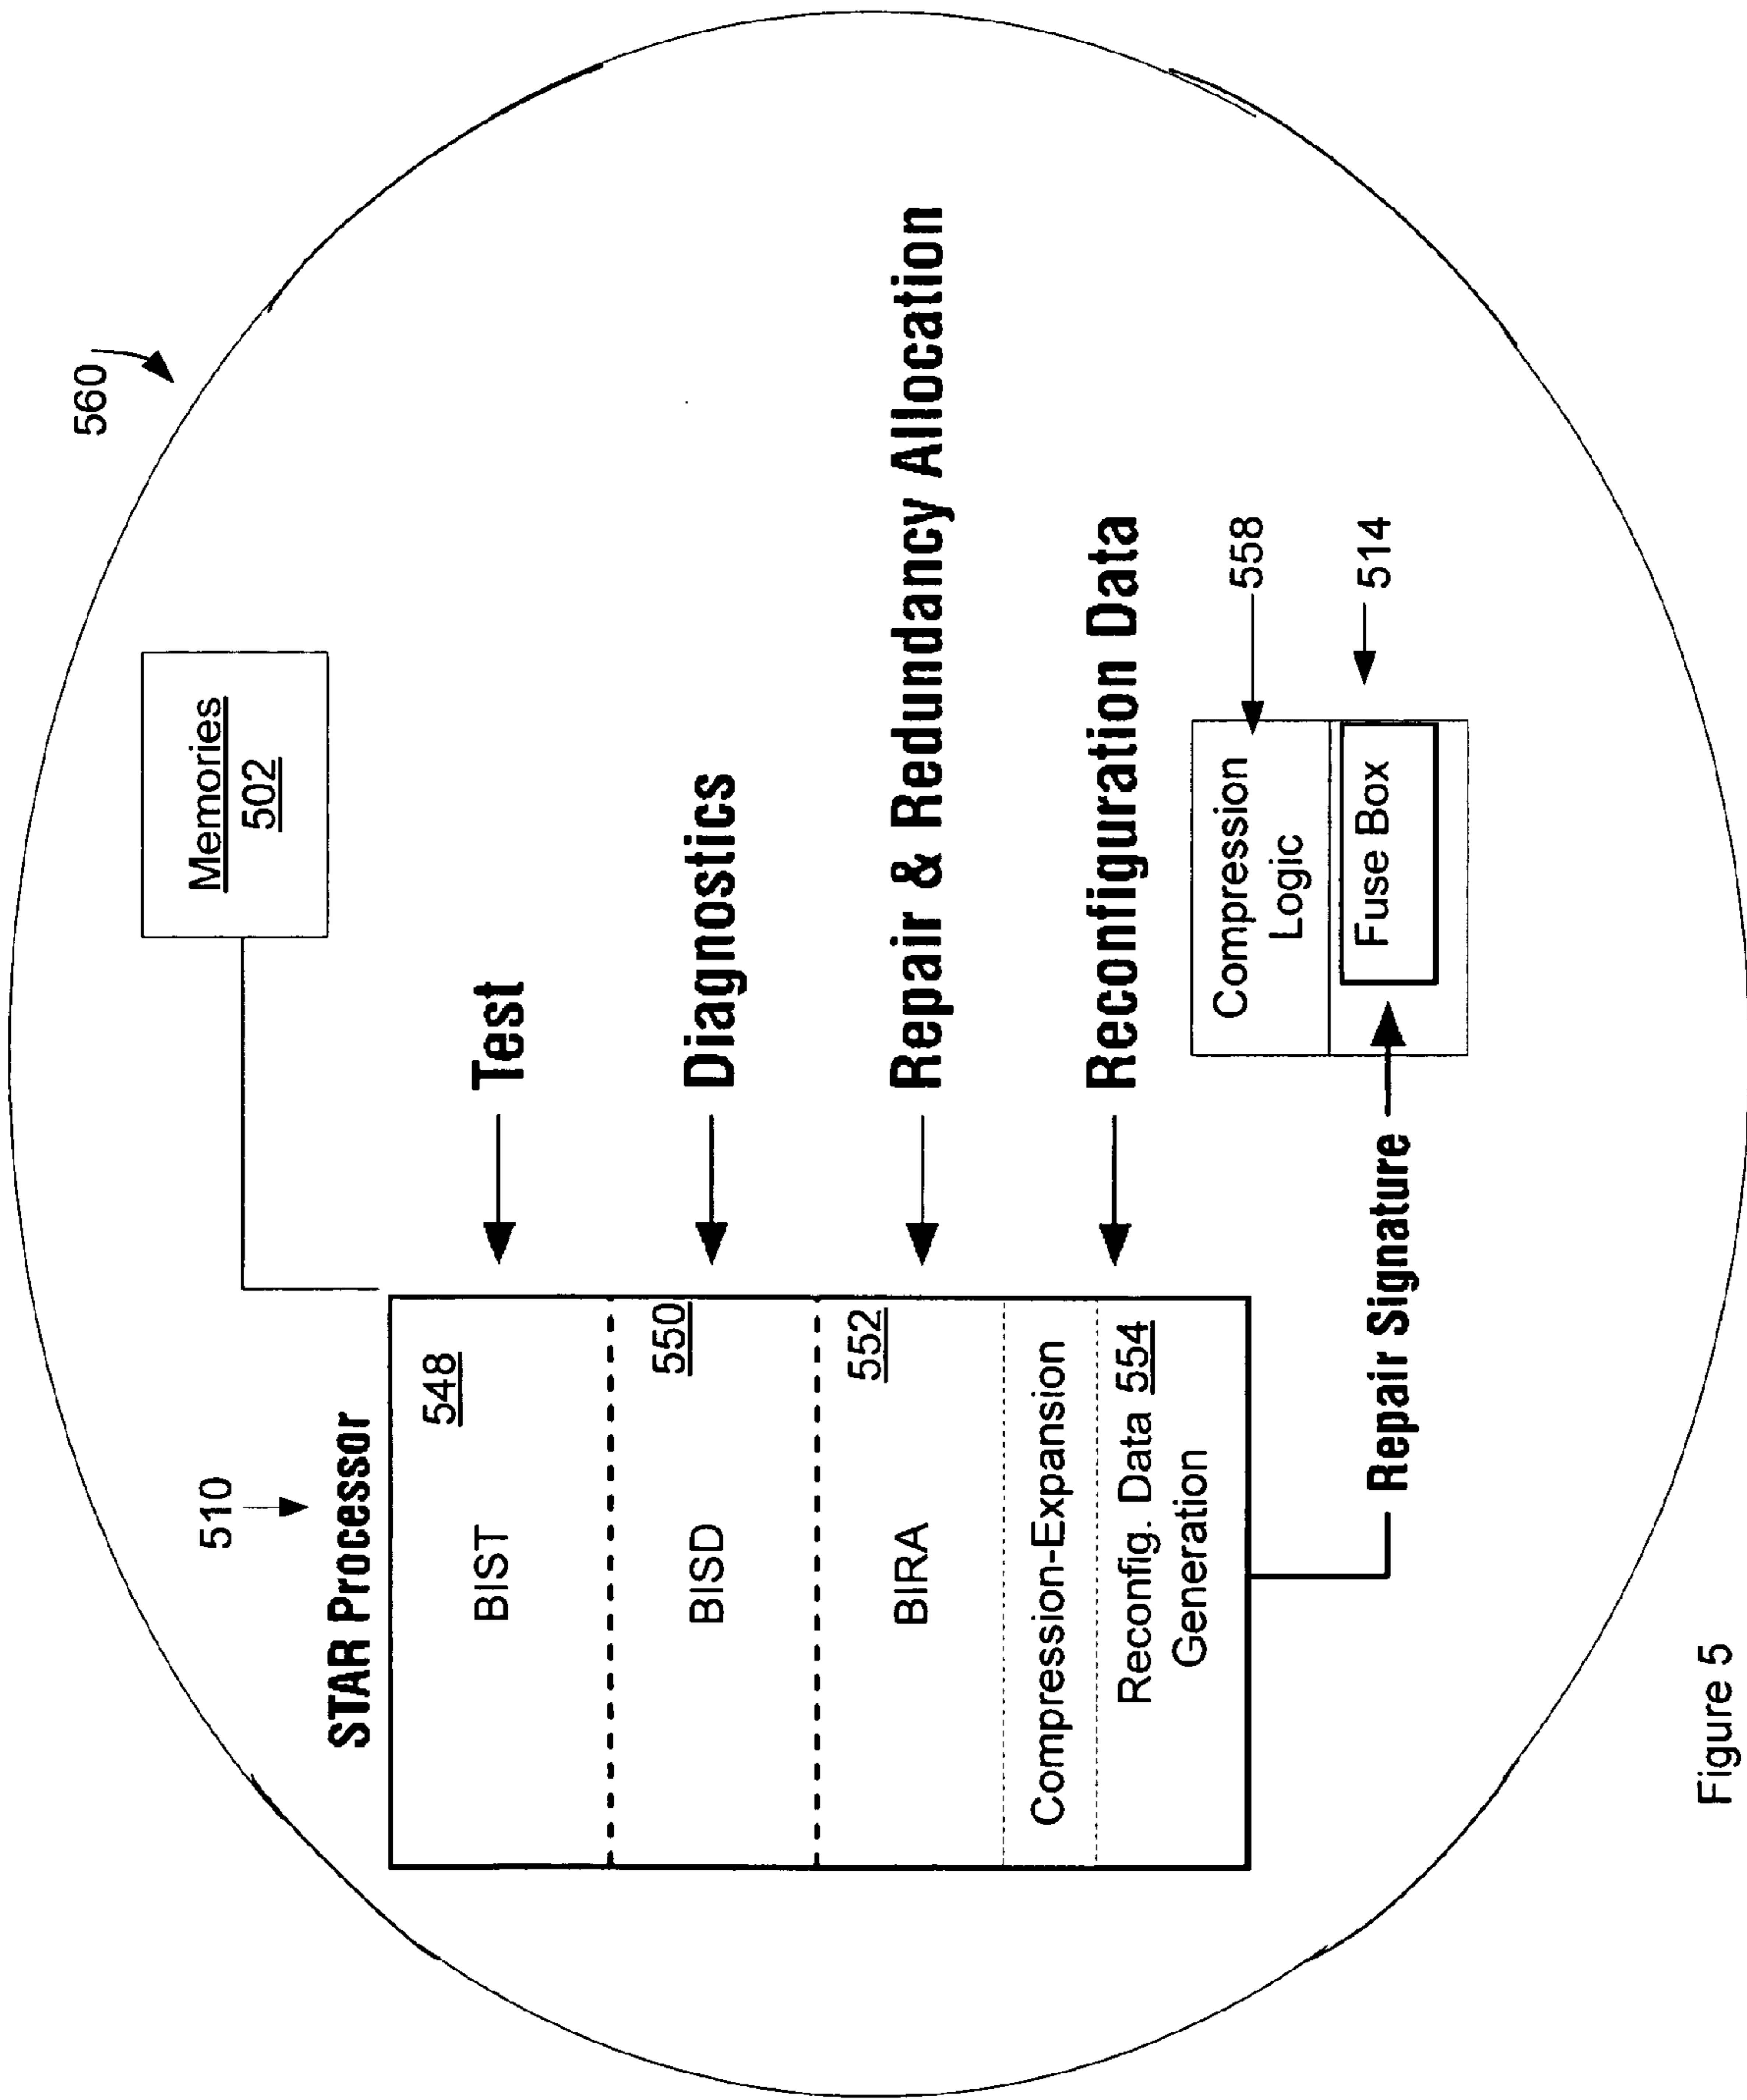 560
Memories
502
510
STAR Processor
BIST
548
Test
BISD
550
Diagnostics
BIRA
552
Repair & Redundancy Allocation
Compression-Expansion
Reconfig. Data 554
Generation
Reconfiguration Data
Compression
Logic
558
Fuse Box
514
Repair Signature
Figure 5